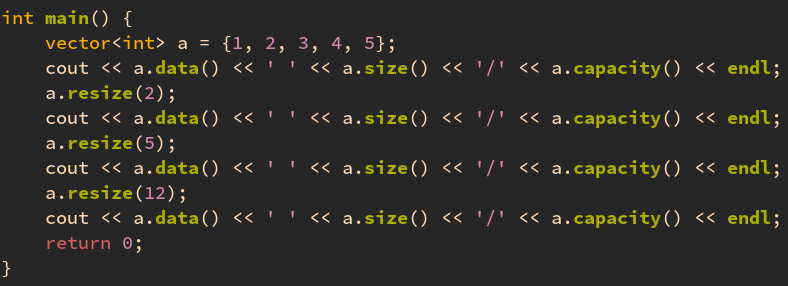 int main() {
    vector<int> a = {1, 2, 3, 4, 5};
    cout << a.data() << ' ' << a.size() << '/' << a.capacity() << endl;
    a.resize(2);
    cout << a.data() << ' ' << a.size() << '/' << a.capacity() << endl;
    a.resize(5);
    cout << a.data() << ' ' << a.size() << '/' << a.capacity() << endl;
    a.resize(12);
    cout << a.data() << ' ' << a.size() << '/' << a.capacity() << endl;
    return 0;
}